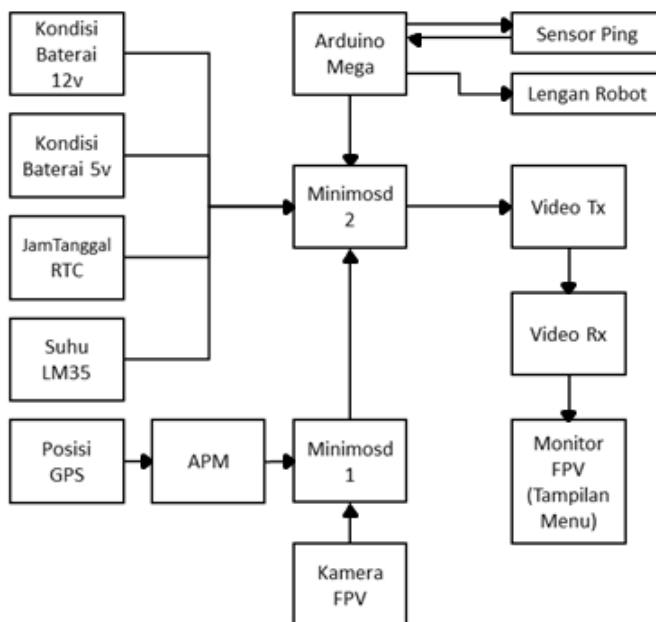 Kondisi
Baterai
12v
Arduino
Mega
Sensor Ping
Lengan Robot
Kondisi
Baterai 5v
Minimosd
2
Video Tx
JamTanggal
RTC
Suhu
LM35
Video Rx
Posisi
GPS
APM
Minimosd
1
Monitor
FPV
(Tampilan
Menu)
Kamera
FPV